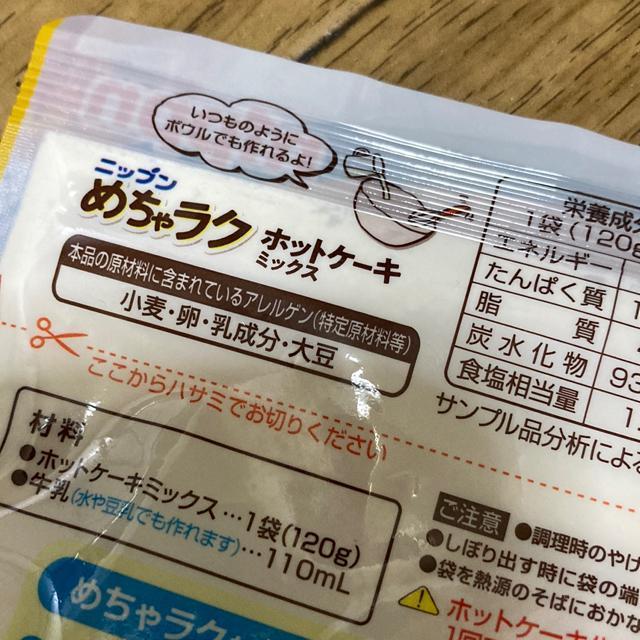 いつものように
ボウルでも作れるよ!
ニップン
めちゃラク ホットケーキ
ミックス
本品の原材料に含まれているアレルゲン(特定原材料等)
小麦・卵・乳成分・大豆
ここからハサミでお切りください
材料
●ホットケーキミックス…1袋(120g)
●牛乳(水や豆乳でも作れます)…110mL
めちゃラク
栄養成分
1袋(120g
エネルギー
たんぱく質
脂質
炭水化物 93
食塩相当量 1.
サンプル品分析による
ご注意 ●調理時のやけ
●しぼり出す時に袋の端
●袋を熱源のそばにおかな